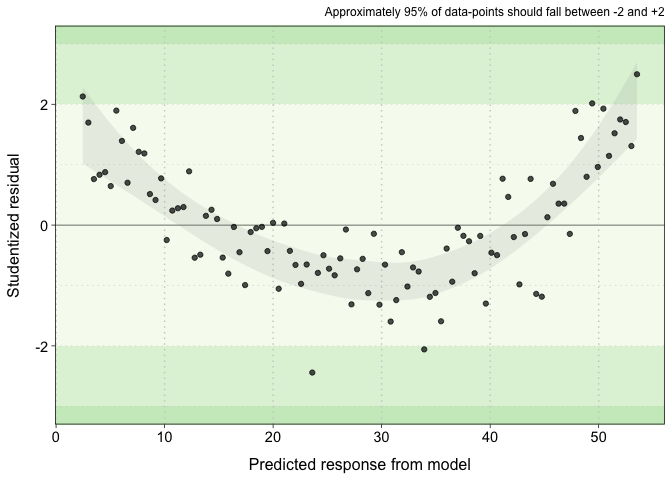 Approximately 95% of data-points should fall between -2 and +2
2
0
-2
Studentized residual
0 10 20 30 40 50
Predicted response from model